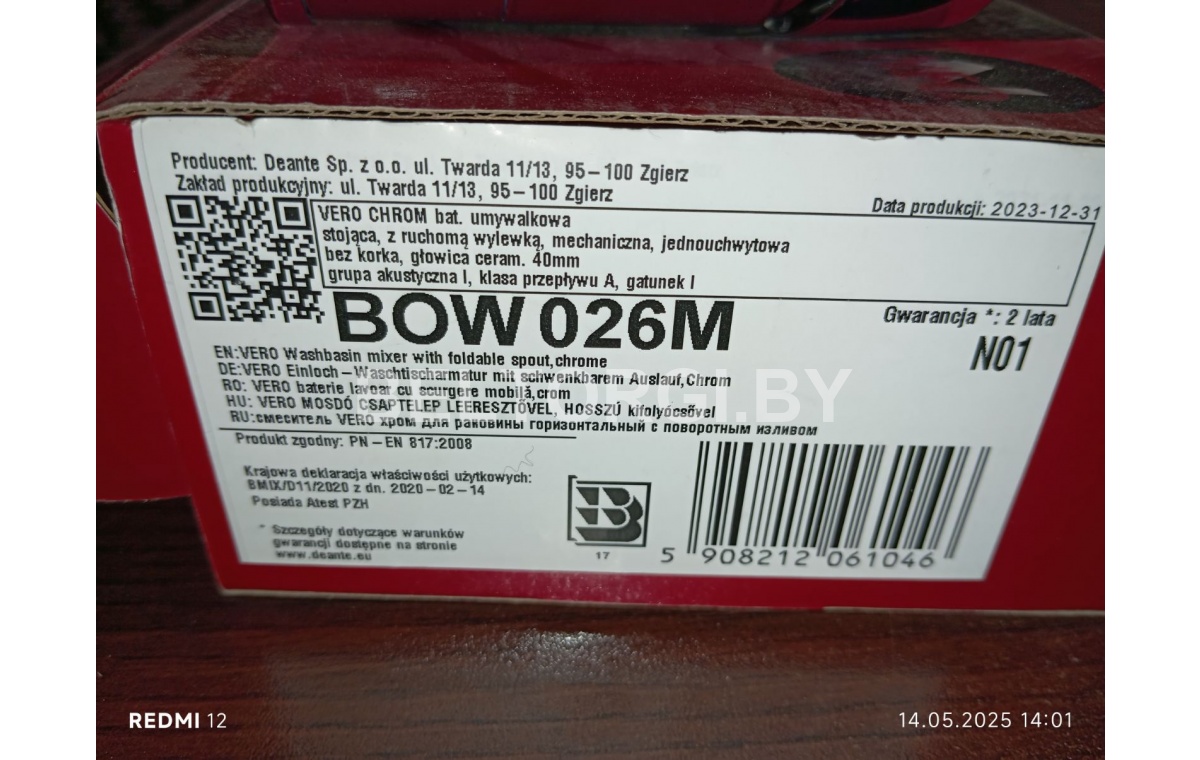 Producent: Deante Sp. z o.o. ul. Twarda 11/13, 95-100 Zgierz
Zakład produkcyjny: ul. Twarda 11/13, 95-100 Zgierz
Data produkcji: 2023-12-31
VERO CHROM bat. umywalkowa
stojąca, z ruchomą wylewką, mechaniczna, jednouchwytowa
bez korka, głowica ceram. 40mm
grupa akustyczna I, klasa przepływu A, gatunek I
BOW 026M
Gwarancja *: 2 lata
N01
EN:VERO Washbasin mixer with foldable spout,chrome
DE:VERO Einloch-Waschtischarmatur mit schwenkbarem Auslauf,Chrom
RO: VERO baterie lavoar cu scurgere mobilă,crom
HU: VERO MOSDÓ CSAPTELEP LEERESZTŐVEL, HOSSZÚ kifolyócsővel
RU:смеситель VERO хром для раковины горизонтальный с поворотным изливом
Produkt zgodny: PN-EN 817:2008
Krajowa deklaracja właściwości użytkowych:
BMIX/D11/2020 z dn. 2020-02-14
Posiada Atest PZH
* Szczegóły dotyczące warunków
gwarancji dostępne na stronie
www.deante.eu
B
17
5 908212 061046
.BY
REDMI 12
14.05.2025 14:01